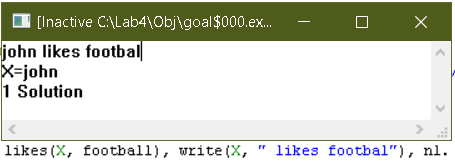 [Inactive C:\Lab4\Obj\goal$000.ex...
john likes footbal
X=john
1 Solution
likes(X, football), write(X, " likes footbal"), nl.